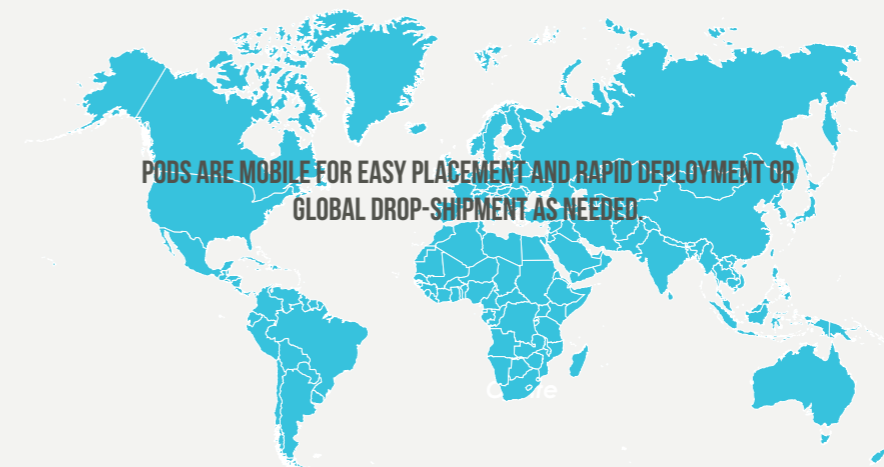 PODS ARE MOBILE FOR EASY PLACEMENT AND RAPID DEPLOYMENT OR
GLOBAL DROP-SHIPMENT AS NEEDED.